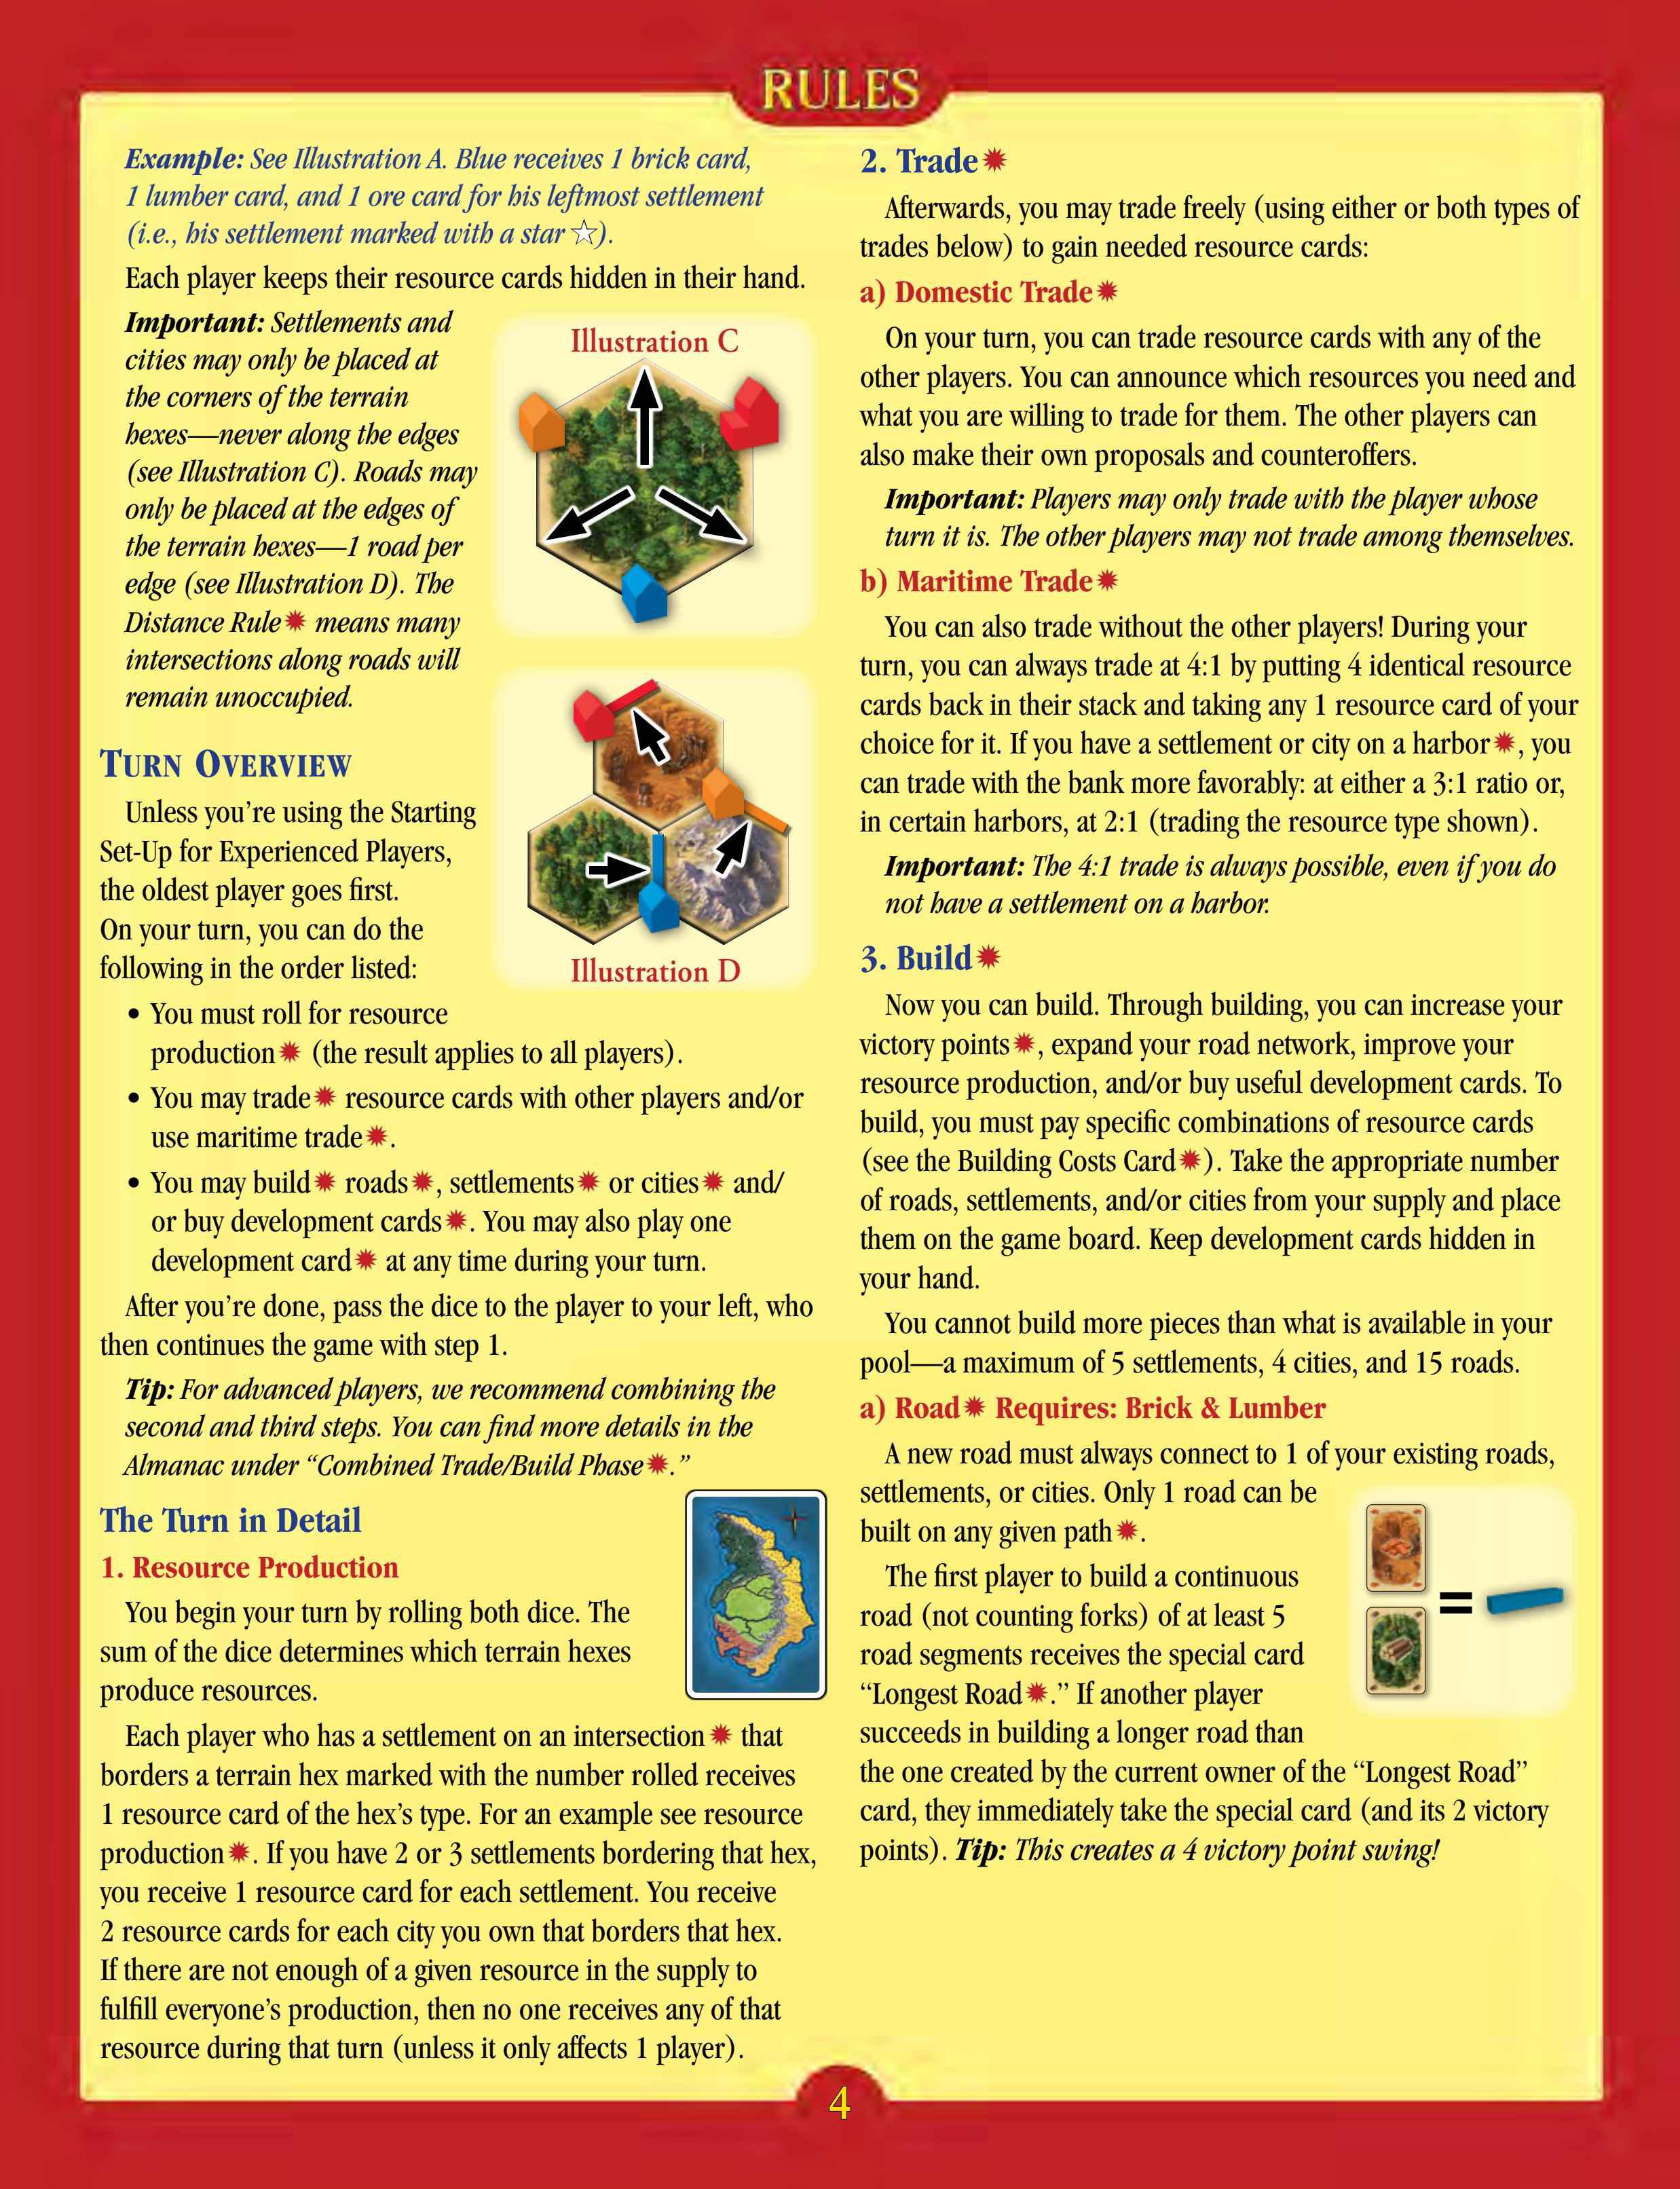 RULES
Example: See Illustration A. Blue receives 1 brick card,
1 lumber card, and 1 ore card for his leftmost settlement
(i.e., his settlement marked with a star ☆).
Each player keeps their resource cards hidden in their hand.
Important: Settlements and
cities may only be placed at
the corners of the terrain
hexes—never along the edges
(see Illustration C). Roads may
only be placed at the edges of
the terrain hexes—1 road per
edge (see Illustration D). The
Distance Rule✹ means many
intersections along roads will
remain unoccupied.
Illustration C
Illustration D
TURN OVERVIEW
Unless you're using the Starting
Set-Up for Experienced Players,
the oldest player goes first.
On your turn, you can do the
following in the order listed:
• You must roll for resource
production✹ (the result applies to all players).
• You may trade✹ resource cards with other players and/or
use maritime trade✹.
• You may build✹ roads✹, settlements✹ or cities✹ and/
or buy development cards✹. You may also play one
development card✹ at any time during your turn.
After you're done, pass the dice to the player to your left, who
then continues the game with step 1.
Tip: For advanced players, we recommend combining the
second and third steps. You can find more details in the
Almanac under “Combined Trade/Build Phase✹.”
The Turn in Detail
1. Resource Production
You begin your turn by rolling both dice. The
sum of the dice determines which terrain hexes
produce resources.
Each player who has a settlement on an intersection✹ that
borders a terrain hex marked with the number rolled receives
1 resource card of the hex's type. For an example see resource
production✹. If you have 2 or 3 settlements bordering that hex,
you receive 1 resource card for each settlement. You receive
2 resource cards for each city you own that borders that hex.
If there are not enough of a given resource in the supply to
fulfill everyone's production, then no one receives any of that
resource during that turn (unless it only affects 1 player).
2. Trade✹
Afterwards, you may trade freely (using either or both types of
trades below) to gain needed resource cards:
a) Domestic Trade✹
On your turn, you can trade resource cards with any of the
other players. You can announce which resources you need and
what you are willing to trade for them. The other players can
also make their own proposals and counteroffers.
Important: Players may only trade with the player whose
turn it is. The other players may not trade among themselves.
b) Maritime Trade✹
You can also trade without the other players! During your
turn, you can always trade at 4:1 by putting 4 identical resource
cards back in their stack and taking any 1 resource card of your
choice for it. If you have a settlement or city on a harbor✹, you
can trade with the bank more favorably: at either a 3:1 ratio or,
in certain harbors, at 2:1 (trading the resource type shown).
Important: The 4:1 trade is always possible, even if you do
not have a settlement on a harbor.
3. Build✹
Now you can build. Through building, you can increase your
victory points✹, expand your road network, improve your
resource production, and/or buy useful development cards. To
build, you must pay specific combinations of resource cards
(see the Building Costs Card✹). Take the appropriate number
of roads, settlements, and/or cities from your supply and place
them on the game board. Keep development cards hidden in
your hand.
You cannot build more pieces than what is available in your
pool—a maximum of 5 settlements, 4 cities, and 15 roads.
a) Road✹ Requires: Brick & Lumber
A new road must always connect to 1 of your existing roads,
settlements, or cities. Only 1 road can be
built on any given path✹.
The first player to build a continuous
road (not counting forks) of at least 5
road segments receives the special card
“Longest Road✹.” If another player
succeeds in building a longer road than
the one created by the current owner of the “Longest Road”
card, they immediately take the special card (and its 2 victory
points). Tip: This creates a 4 victory point swing!
=
4